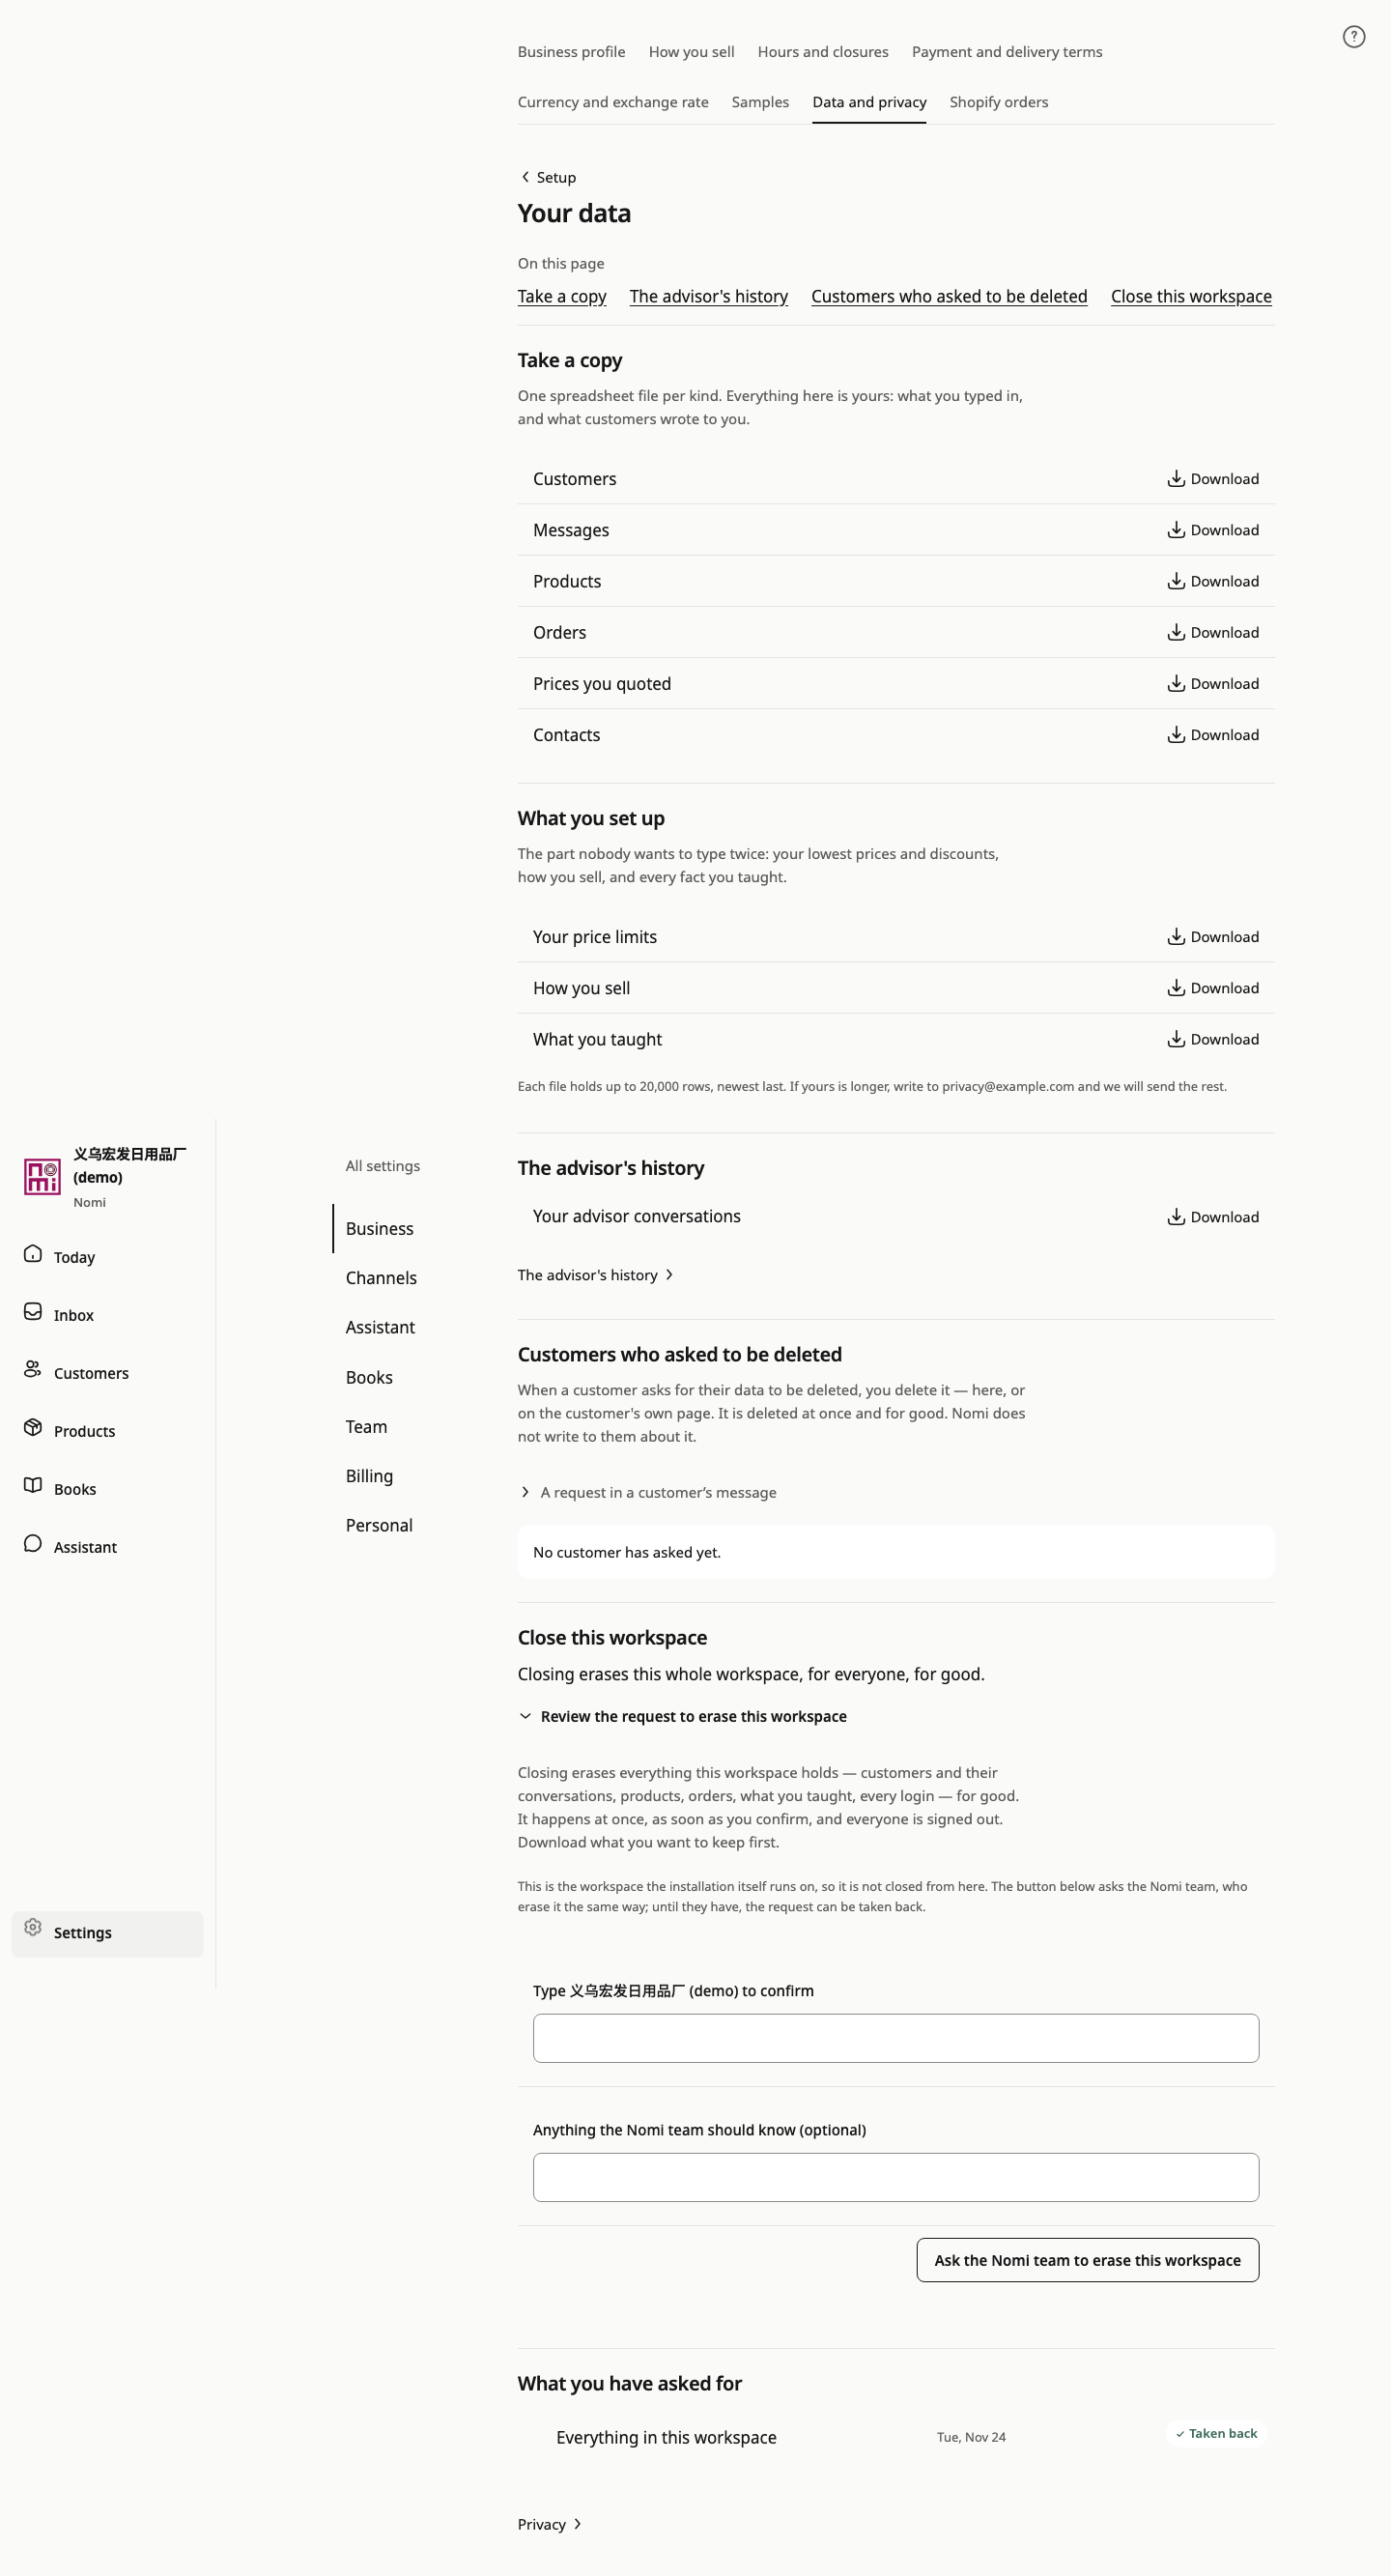 Business profile
How you sell
Hours and closures
Payment and delivery terms
Currency and exchange rate
Samples
Data and privacy
Shopify orders
Setup
Your data
On this page
Take a copy
The advisor's history
Customers who asked to be deleted
Close this workspace
Take a copy
One spreadsheet file per kind. Everything here is yours: what you typed in,
and what customers wrote to you.
Customers
Download
Messages
Download
Products
Download
Orders
Download
Prices you quoted
Download
Contacts
Download
What you set up
The part nobody wants to type twice: your lowest prices and discounts,
how you sell, and every fact you taught.
Your price limits
Download
How you sell
Download
What you taught
Download
Each file holds up to 20,000 rows, newest last. If yours is longer, write to privacy@example.com and we will send the rest.
义乌宏发日用品厂
(demo)
Nomi
Today
Inbox
Customers
Products
Books
Assistant
Settings
All settings
Business
Channels
Assistant
Books
Team
Billing
Personal
The advisor's history
Your advisor conversations
Download
The advisor's history
Customers who asked to be deleted
When a customer asks for their data to be deleted, you delete it — here, or
on the customer's own page. It is deleted at once and for good. Nomi does
not write to them about it.
A request in a customer’s message
No customer has asked yet.
Close this workspace
Closing erases this whole workspace, for everyone, for good.
Review the request to erase this workspace
Closing erases everything this workspace holds — customers and their
conversations, products, orders, what you taught, every login — for good.
It happens at once, as soon as you confirm, and everyone is signed out.
Download what you want to keep first.
This is the workspace the installation itself runs on, so it is not closed from here. The button below asks the Nomi team, who
erase it the same way; until they have, the request can be taken back.
Type 义乌宏发日用品厂 (demo) to confirm
Anything the Nomi team should know (optional)
Ask the Nomi team to erase this workspace
What you have asked for
Everything in this workspace
Tue, Nov 24
Taken back
Privacy